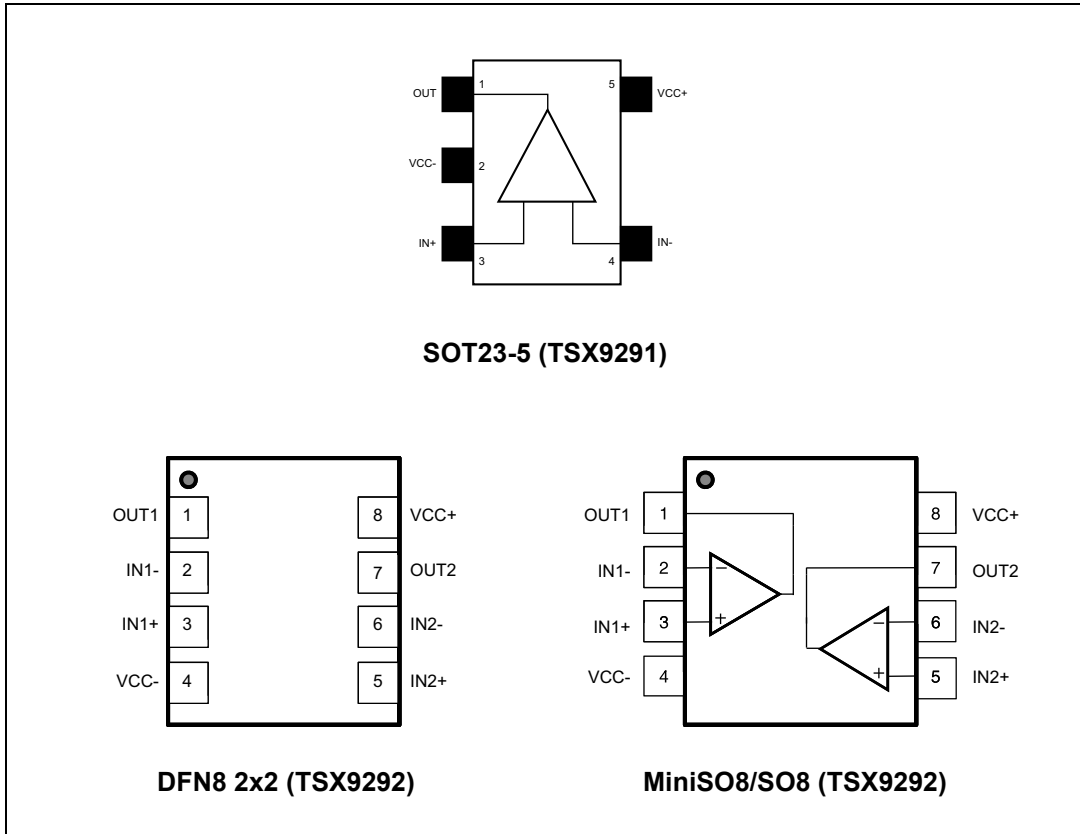 OUT 1 5 VCC+
VCC- 2
IN+ 3 4 IN-
SOT23-5 (TSX9291)
OUT1 1 8 VCC+
IN1- 2 7 OUT2
IN1+ 3 6 IN2-
VCC- 4 5 IN2+
DFN8 2x2 (TSX9292)
OUT1 1 8 VCC+
IN1- 2 − 7 OUT2
IN1+ 3 + − 6 IN2-
VCC- 4 + 5 IN2+
MiniSO8/SO8 (TSX9292)